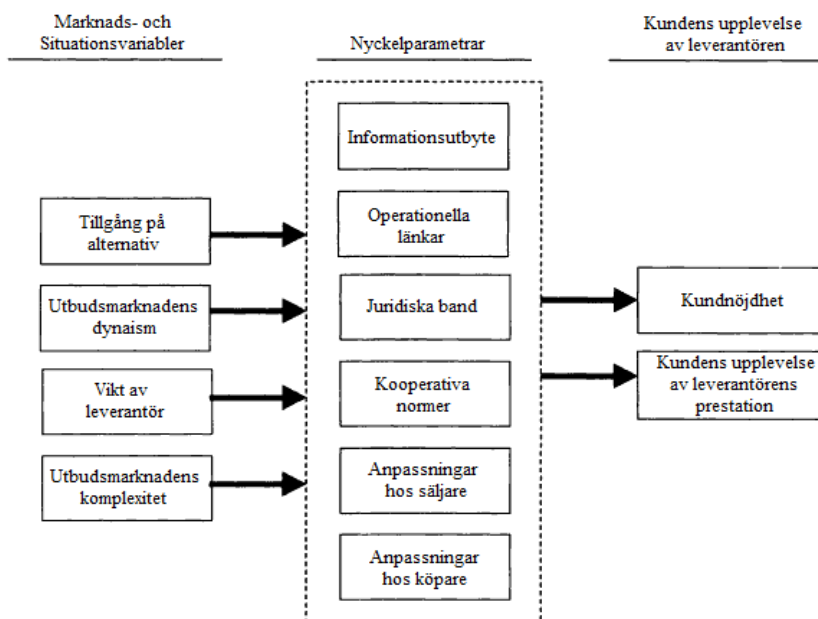 Marknads- och
Situationsvariabler
Nyckelparametrar
Kundens upplevelse
av leverantören
Informationsutbyte
Operationella
länkar
Juridiska band
Kooperativa
normer
Anpassningar
hos säljare
Anpassningar
hos köpare
Tillgång på
alternativ
Utbudsmarknadens
dynaism
Vikt av
leverantör
Utbudsmarknadens
komplexitet
Kundnöjdhet
Kundens upplevelse
av leverantörens
prestation